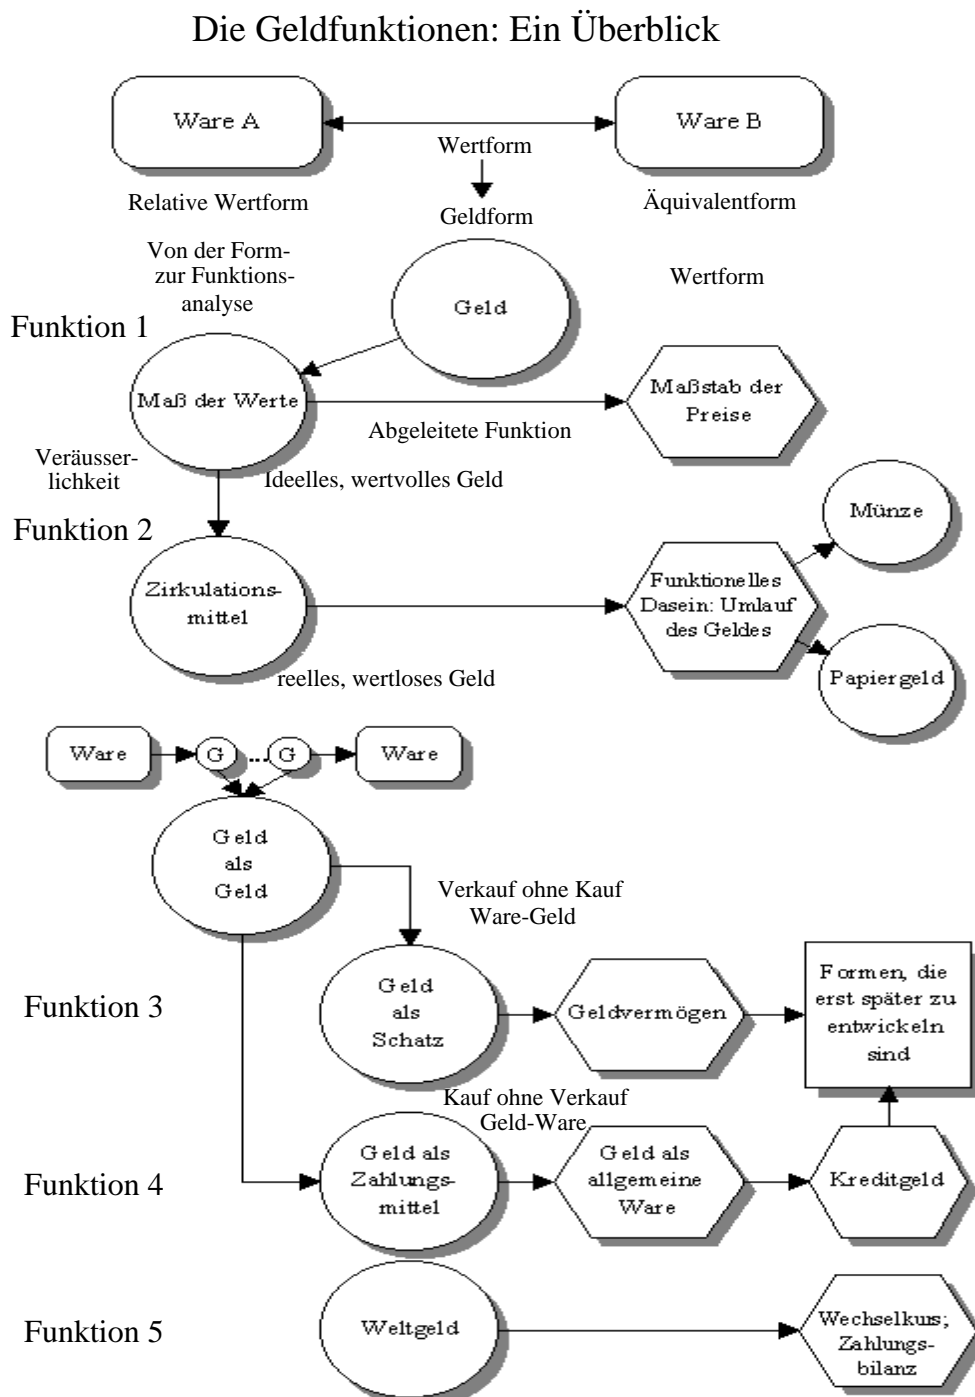 Die Geldfunktionen: Ein Überblick
Ware A
Ware B
Wertform
Relative Wertform
Äquivalentform
Geldform
Von der Form-
zur Funktions-
analyse
Geld
Wertform
Funktion 1
Maß der Werte
Maßstab der
Preise
Abgeleitete Funktion
Veräusser-
lichkeit
Ideelles, wertvolles Geld
Münze
Funktion 2
Zirkulations-
mittel
Funktionelles
Dasein: Umlauf
des Geldes
reelles, wertloses Geld
Papiergeld
Ware
G
...
G
Ware
Geld
als
Geld
Verkauf ohne Kauf
Ware-Geld
Funktion 3
Geld
als
Schatz
Geldvermögen
Formen, die
erst später zu
entwickeln
sind
Kauf ohne Verkauf
Geld-Ware
Funktion 4
Geld als
Zahlungs-
mittel
Geld als
allgemeine
Ware
Kreditgeld
Funktion 5
Weltgeld
Wechselkurs;
Zahlungs-
bilanz